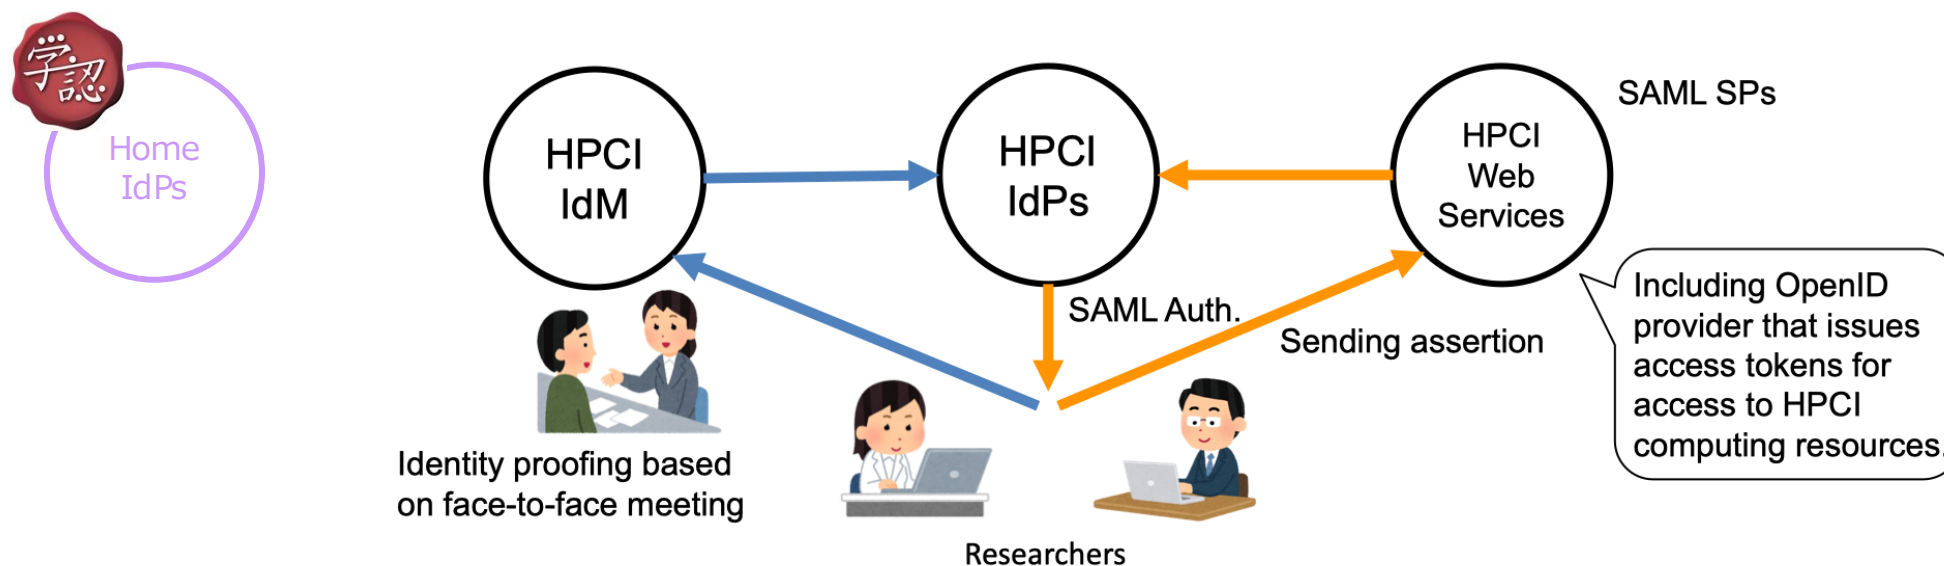 学認
Home
IdPs
HPCI
IdM
HPCI
IdPs
HPCI
Web
Services
SAML SPs
SAML Auth.
Sending assertion
Including OpenID
provider that issues
access tokens for
access to HPCI
computing resources.
Identity proofing based
on face-to-face meeting
Researchers